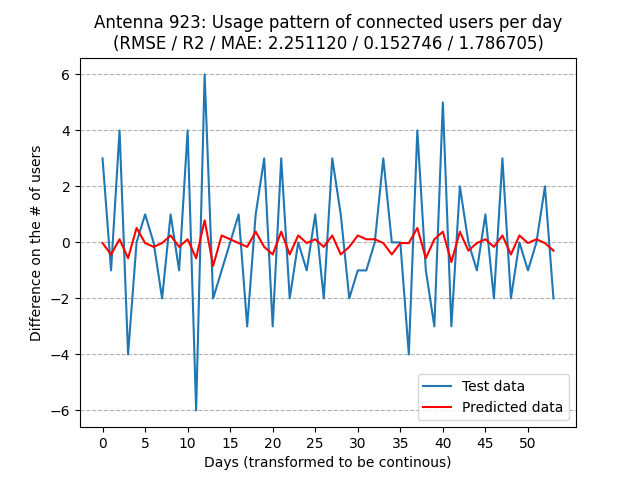 Antenna 923: Usage pattern of connected users per day
(RMSE / R2 / MAE: 2.251120 / 0.152746 / 1.786705)
Difference on the # of users
6
4
2
0
−2
−4
−6
Test data
Predicted data
0 5 10 15 20 25 30 35 40 45 50
Days (transformed to be continous)